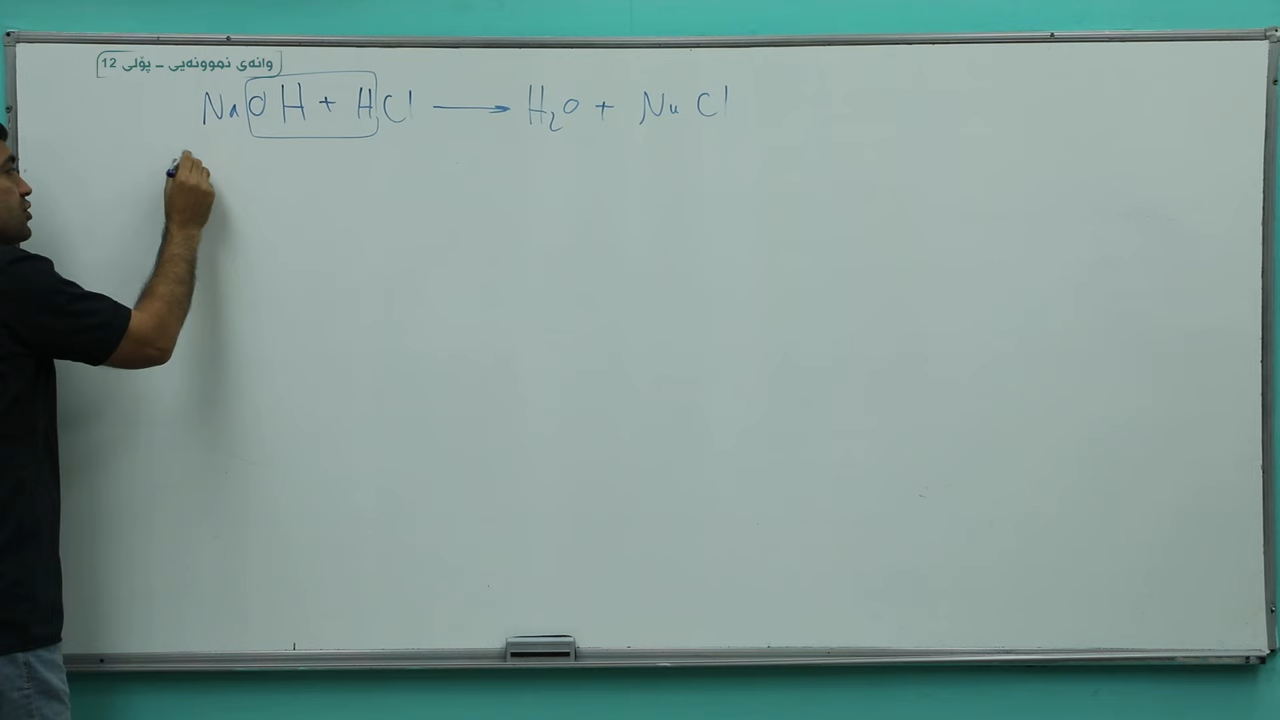 وانەی نموونەیی - پۆلی 12
NaOH + HCl ⟶ H₂O + NaCl